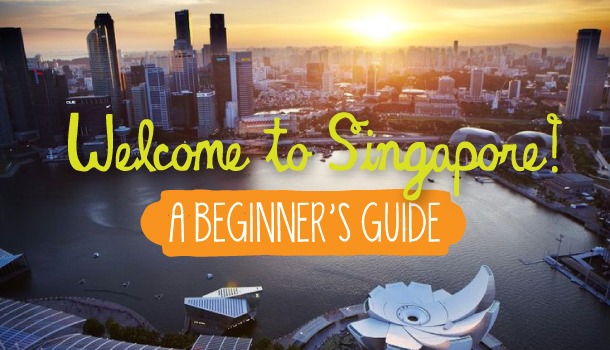 Welcome to Singapore!
A BEGINNER'S GUIDE